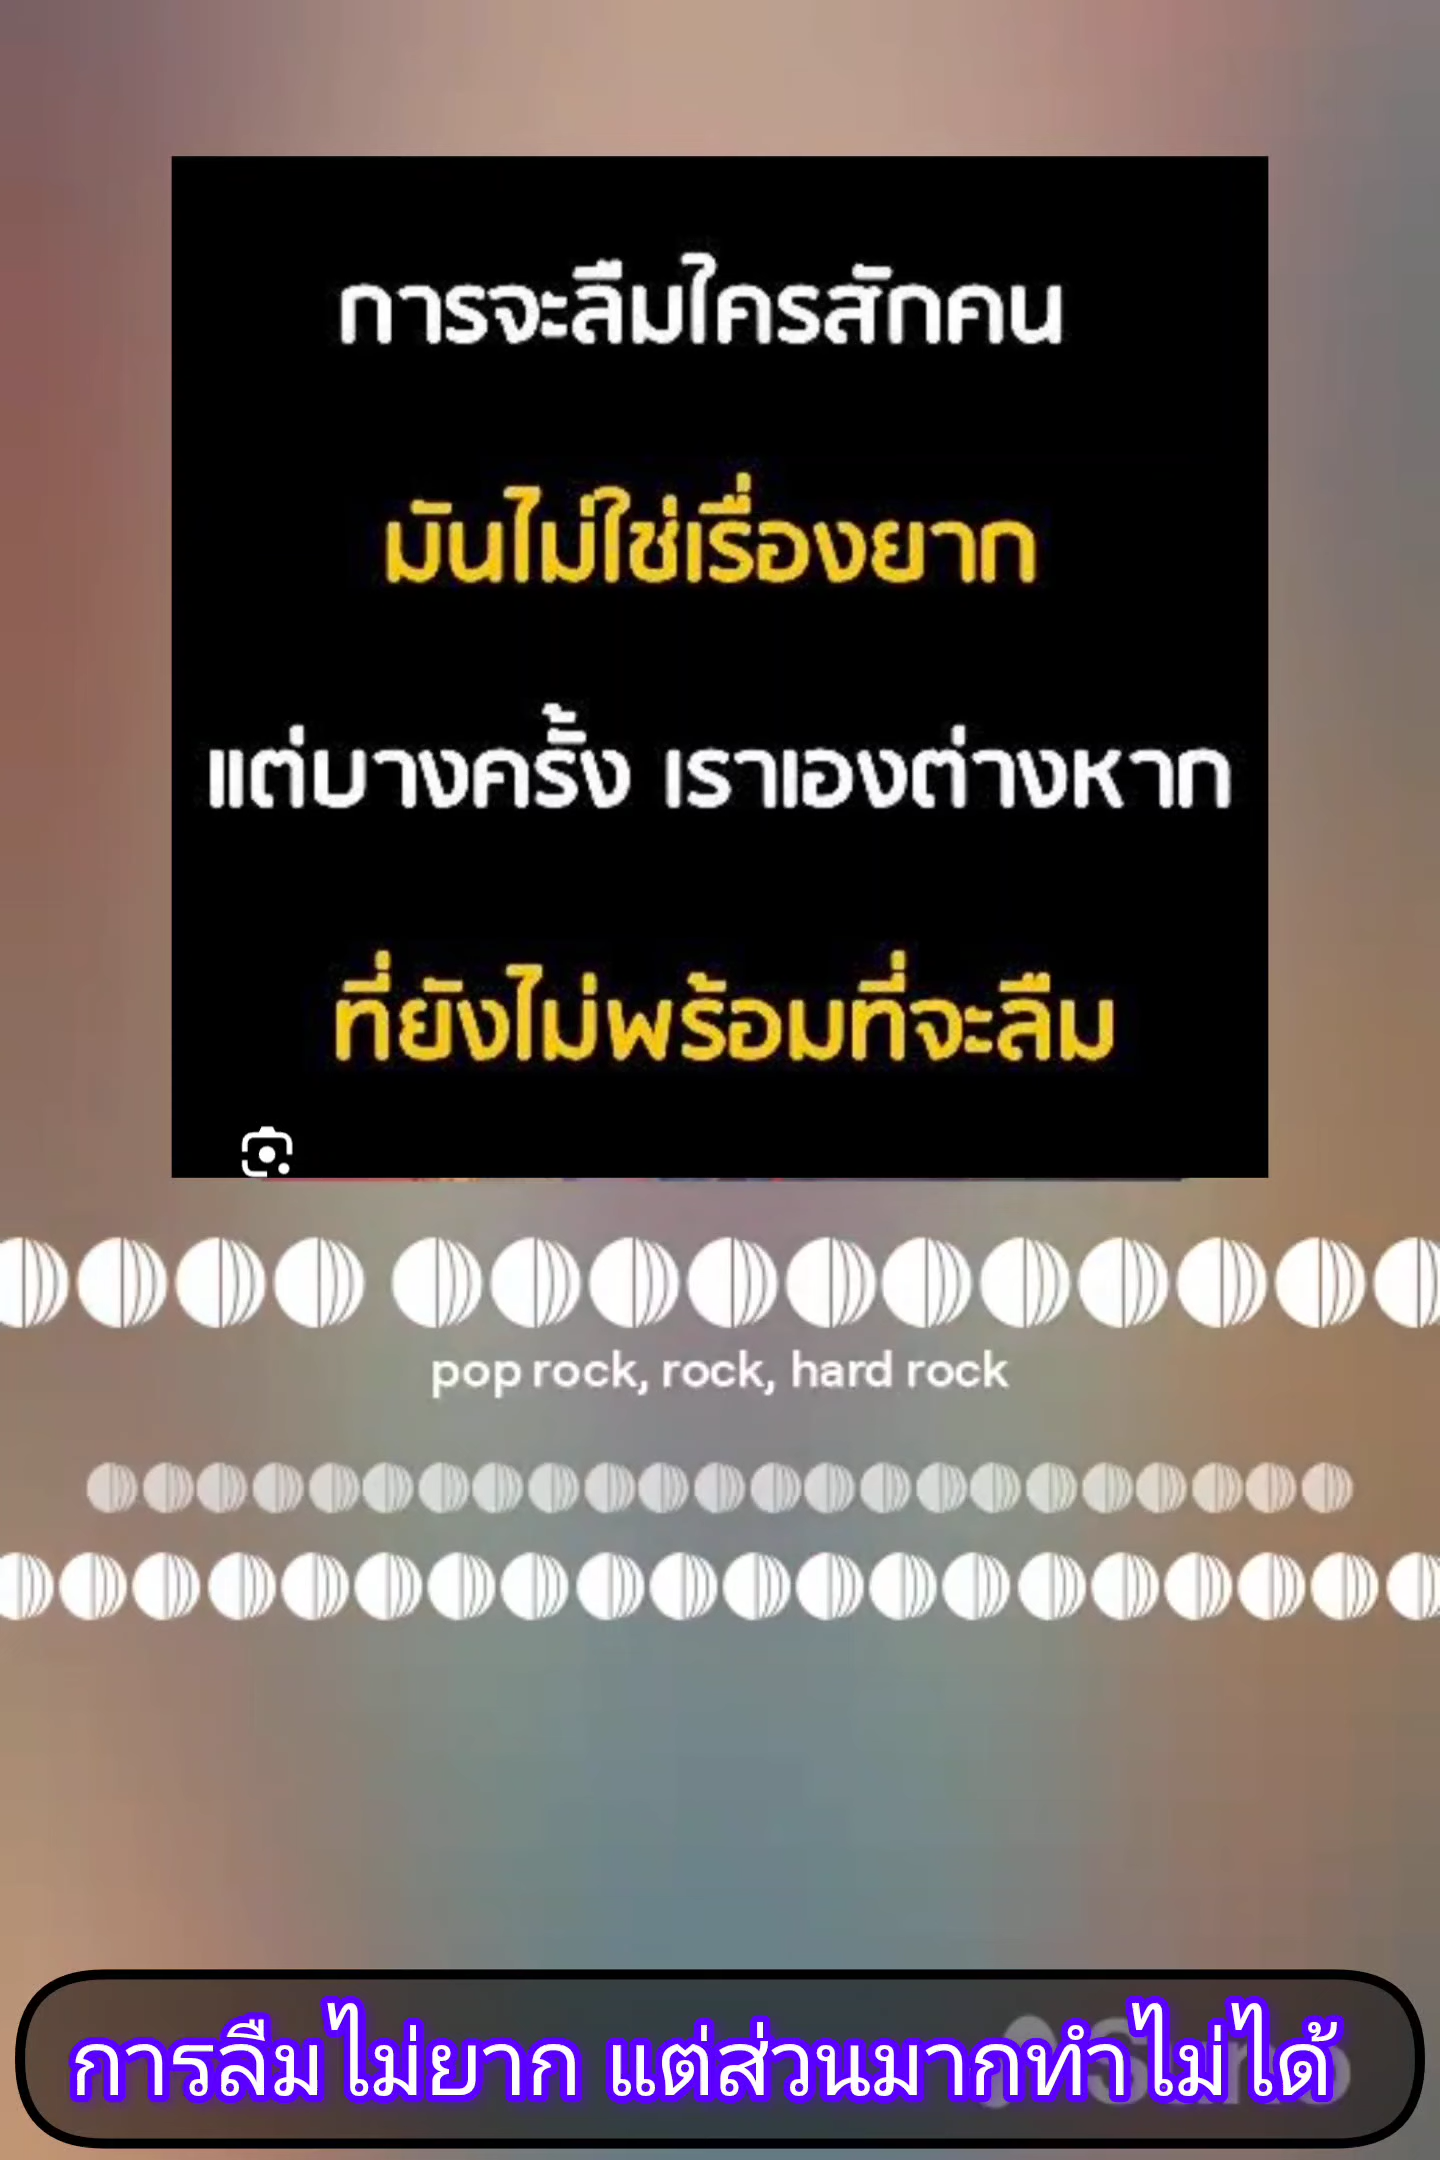 การจะลืมใครสักคน
มันไม่ใช่เรื่องยาก
แต่บางครั้ง เราเองต่างหาก
ที่ยังไม่พร้อมที่จะลืม
pop rock, rock, hard rock
การลืมไม่ยาก แต่ส่วนมากทำไม่ได้